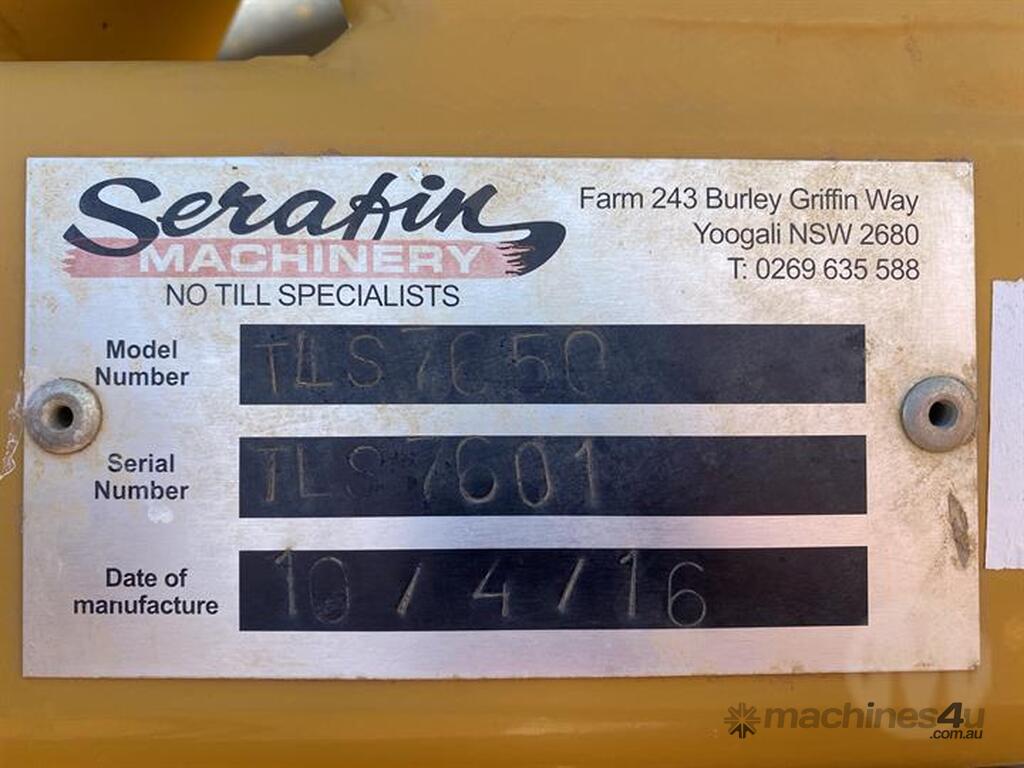 Serafin
MACHINERY
NO TILL SPECIALISTS
Farm 243 Burley Griffin Way
Yoogali NSW 2680
T: 0269 635 588
Model Number TLS7650
Serial Number TLS7601
Date of manufacture 10/4/16
machines4u
.com.au